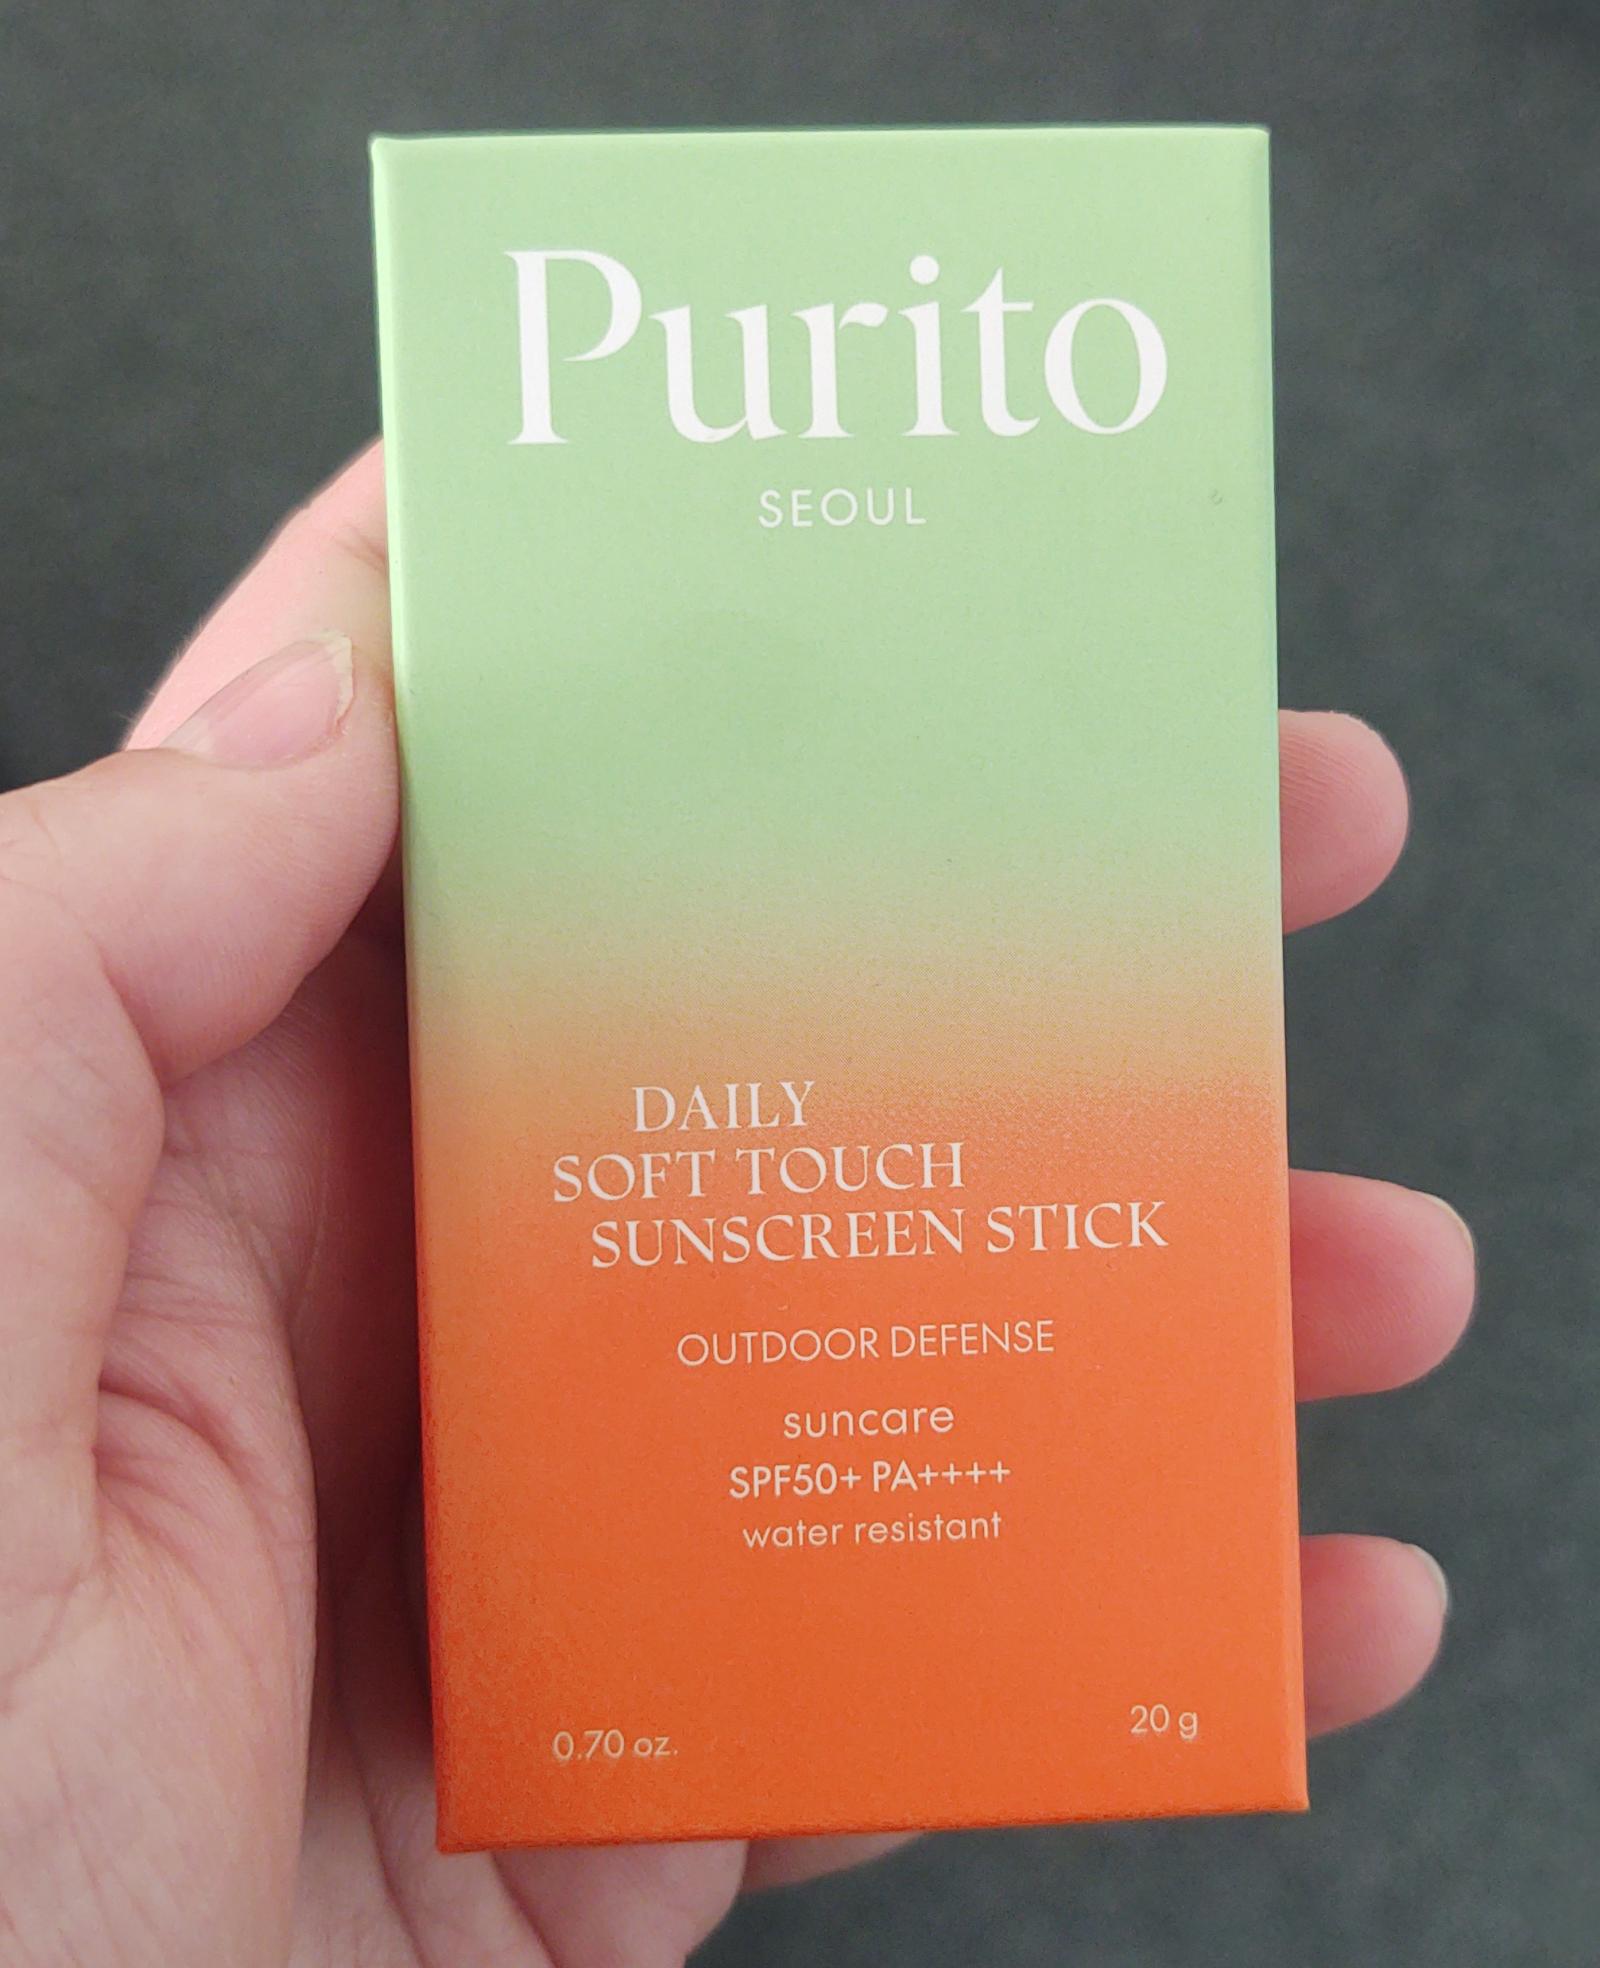 Purito
SEOUL
DAILY
SOFT TOUCH
SUNSCREEN STICK
OUTDOOR DEFENSE
suncare
SPF50+ PA++++
water resistant
0.70 oz. 20 g